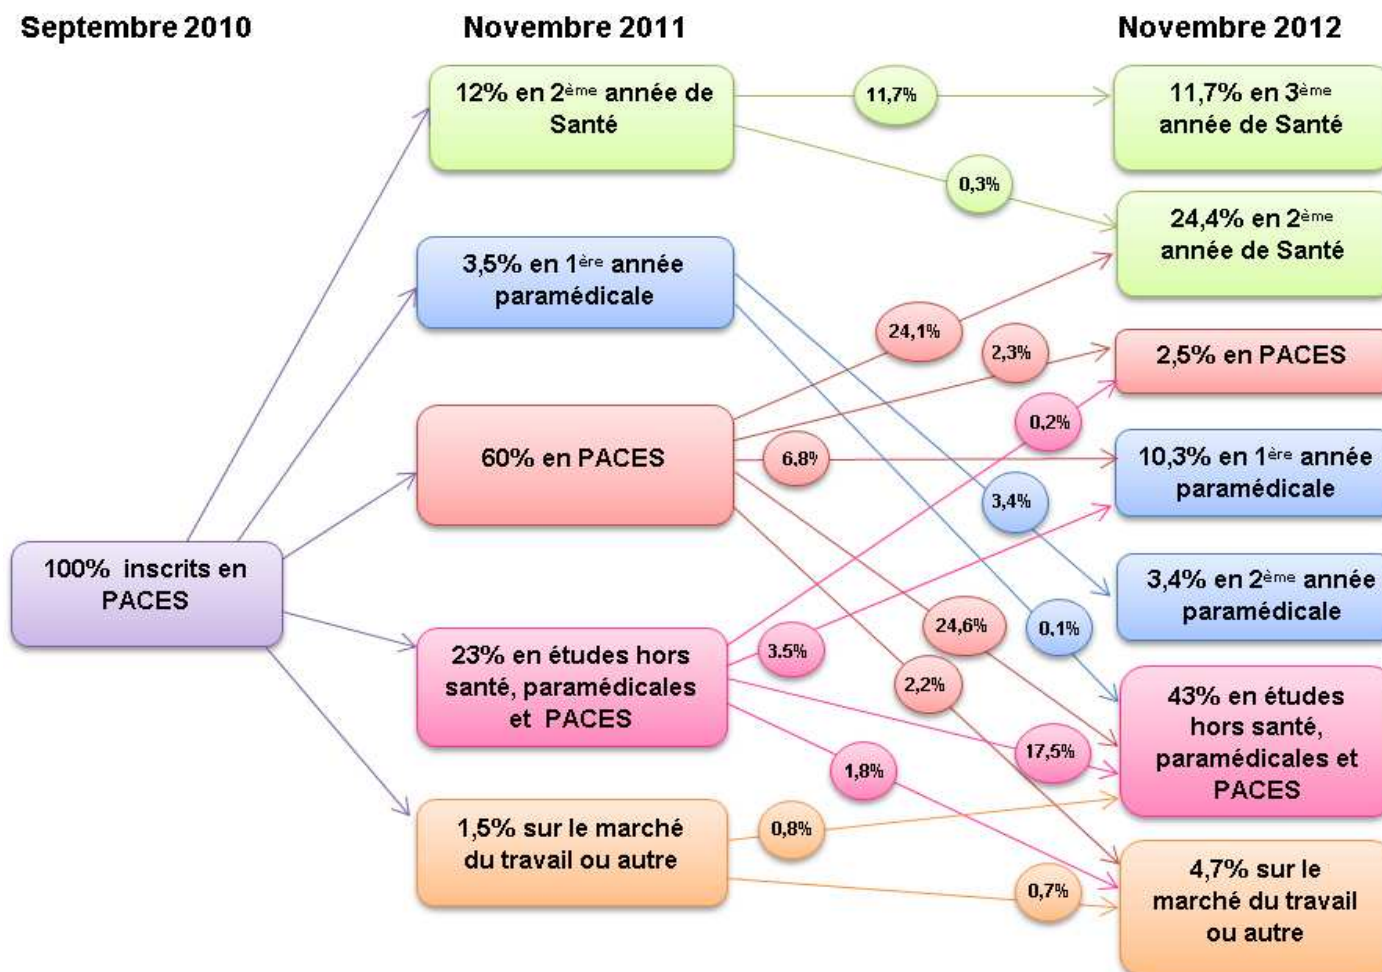 Septembre 2010
Novembre 2011
Novembre 2012
100% inscrits en
PACES
12% en 2ème année de
Santé
3,5% en 1ère année
paramédicale
60% en PACES
23% en études hors
santé, paramédicales
et PACES
1,5% sur le marché
du travail ou autre
11,7%
0,3%
24,1%
2,3%
0,2%
6,8%
3,4%
3.5%
24,6%
0,1%
2,2%
17,5%
1,8%
0,8%
0,7%
11,7% en 3ème
année de Santé
24,4% en 2ème
année de Santé
2,5% en PACES
10,3% en 1ère année
paramédicale
3,4% en 2ème année
paramédicale
43% en études
hors santé,
paramédicales et
PACES
4,7% sur le
marché du travail
ou autre